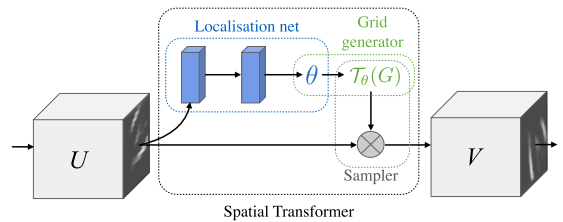 Localisation net
Grid
generator
θ
𝒯θ(G)
U
V
Sampler
Spatial Transformer